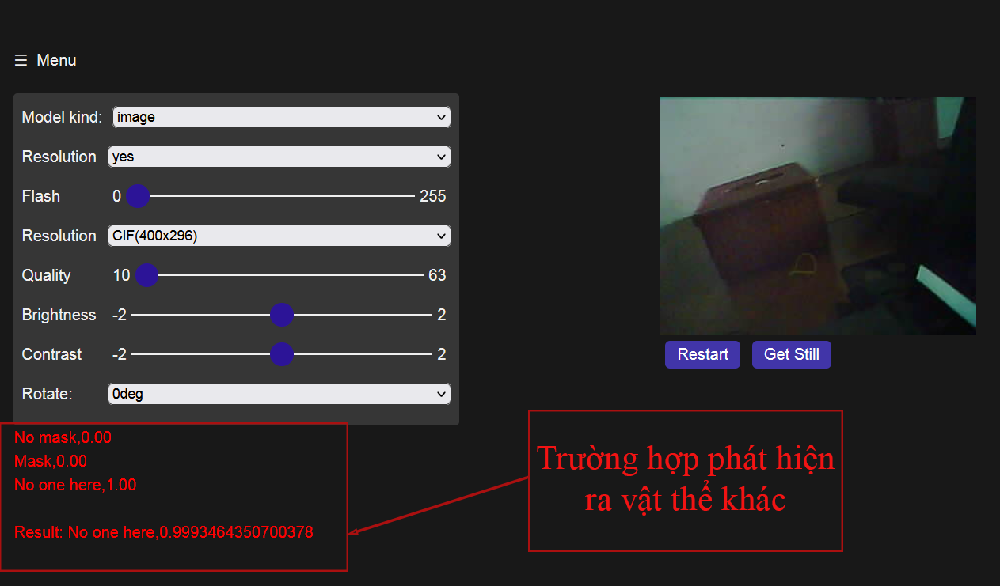 ☰ Menu
Model kind: image
Resolution yes
Flash 0 255
Resolution CIF(400x296)
Quality 10 63
Brightness -2 2
Contrast -2 2
Rotate: 0deg
Restart Get Still
No mask,0.00
Mask,0.00
No one here,1.00
Result: No one here,0.9993464350700378
Trường hợp phát hiện
ra vật thể khác